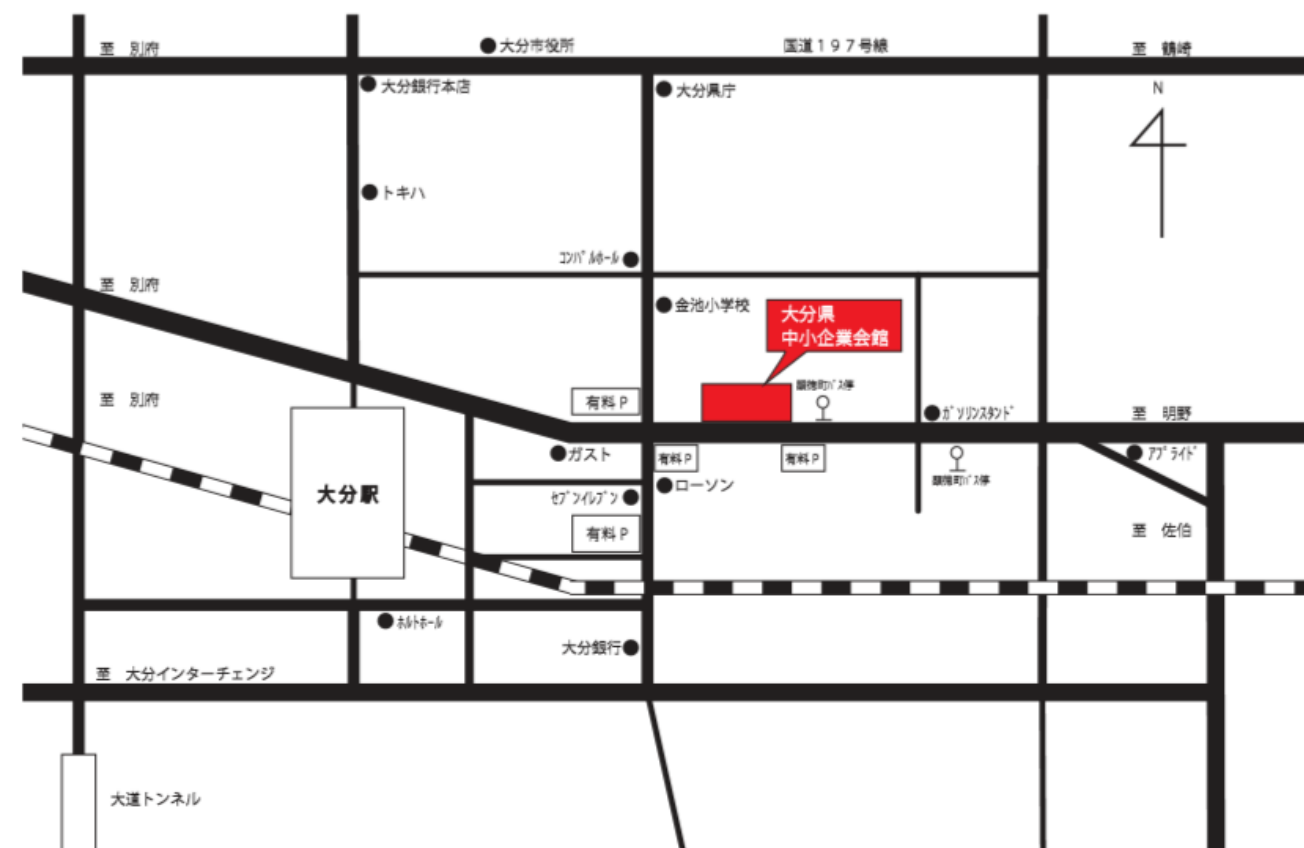 至 別府
大分市役所
国道197号線
至 鶴崎
大分銀行本店
大分県庁
N
トキハ
コンパルホール
至 別府
金池小学校
大分県
中小企業会館
至 別府
有料P
町バス停
ガソリンスタンド
至 明野
ガスト
有料P
有料P
アプライド
大分駅
セブンイレブン
ローソン
町バス停
有料P
至 佐伯
ホルトホール
大分銀行
至 大分インターチェンジ
大道トンネル